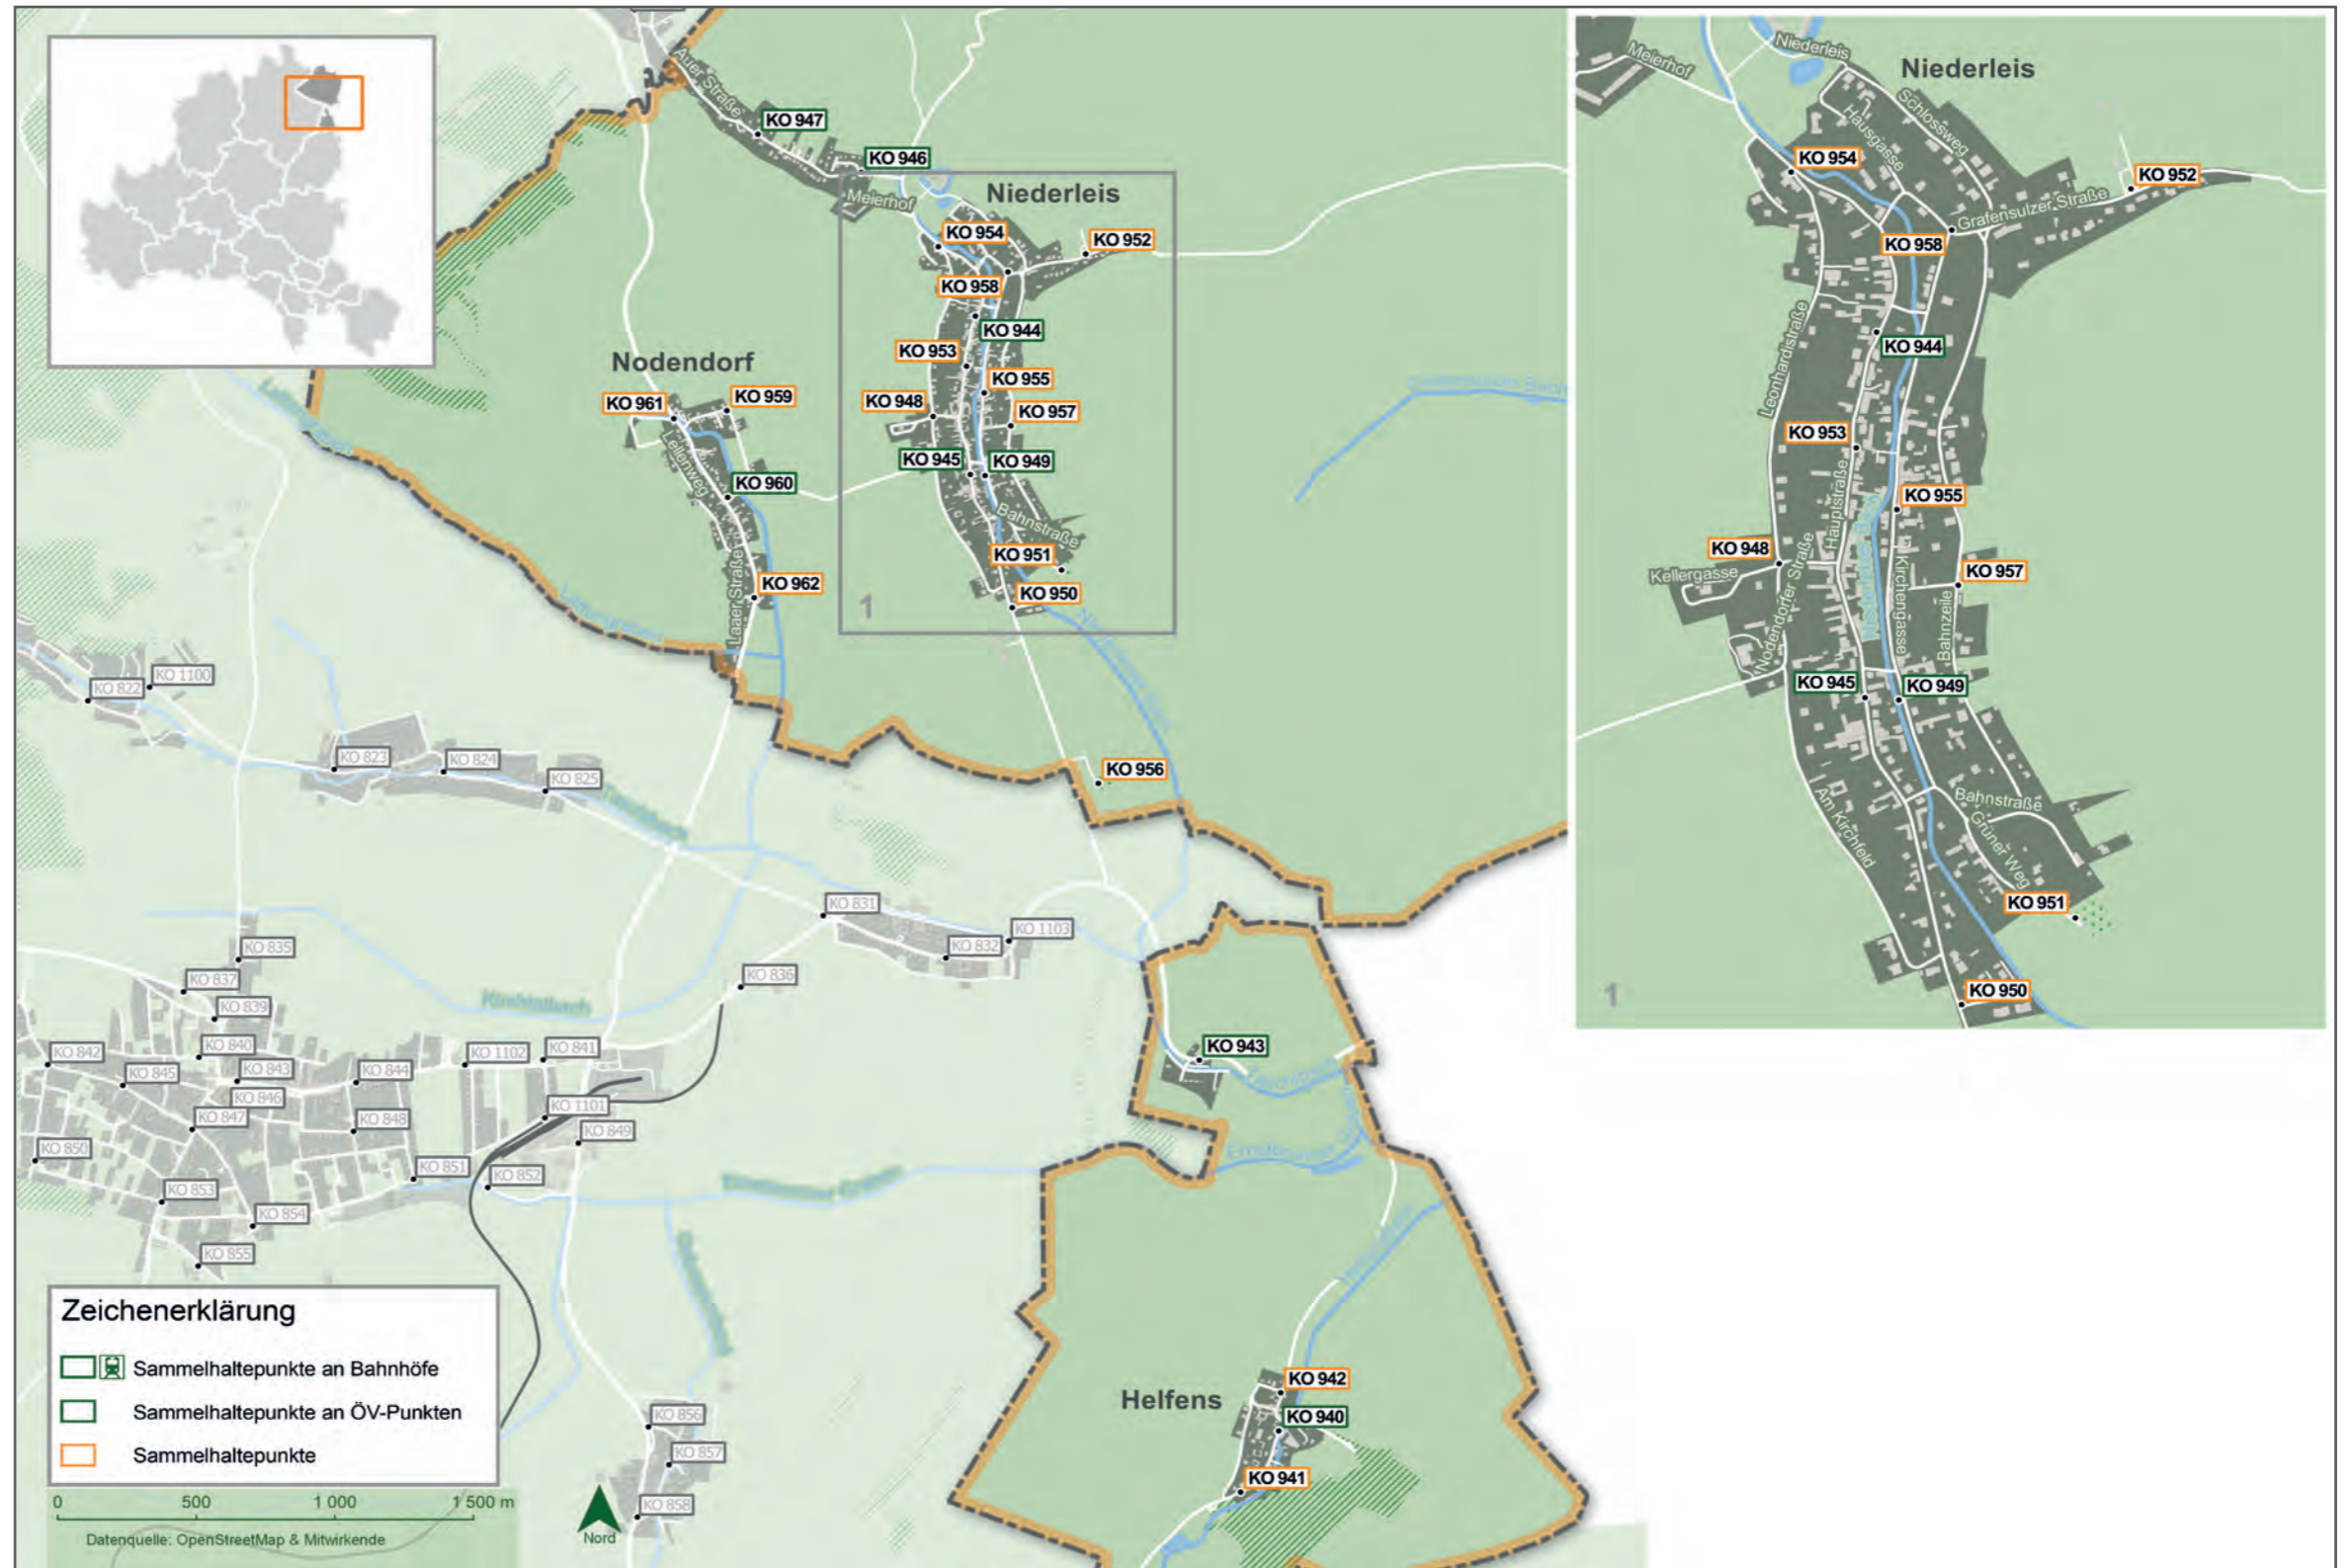 Auer Straße
KO 947
KO 946
Meierhof
Niederleis
KO 954
KO 952
KO 958
KO 944
KO 953
KO 955
KO 948
KO 957
KO 945
KO 949
Bahnstraße
KO 951
KO 950
1
Nodendorf
KO 961
KO 959
Leilenweg
KO 960
KO 962
Laaer Straße
KO 956
KO 1100
KO 822
KO 823
KO 824
KO 825
KO 831
KO 832
KO 1103
KO 836
KO 835
KO 837
KO 839
KO 840
KO 842
KO 843
KO 844
KO 845
KO 846
KO 847
KO 848
KO 1102
KO 841
KO 1101
KO 849
KO 850
KO 851
KO 852
KO 853
KO 854
KO 855
KO 856
KO 857
KO 858
KO 943
Helfens
KO 942
KO 940
KO 941
Meierhof
Niederleis
Niederleis
Schlossweg
Hausgasse
KO 954
KO 952
Grafensulzer Straße
KO 958
KO 944
Leonhardistraße
KO 953
Hauptstraße
KO 955
KO 948
Kellergasse
KO 957
Kirchengasse
Nodendorfer Straße
Bahnzeile
KO 945
KO 949
Bahnstraße
Grüner Weg
Am Kirchfeld
KO 951
KO 950
1
Zeichenerklärung
Sammelhaltepunkte an Bahnhöfe
Sammelhaltepunkte an ÖV-Punkten
Sammelhaltepunkte
0 500 1 000 1 500 m
Datenquelle: OpenStreetMap & Mitwirkende
Nord